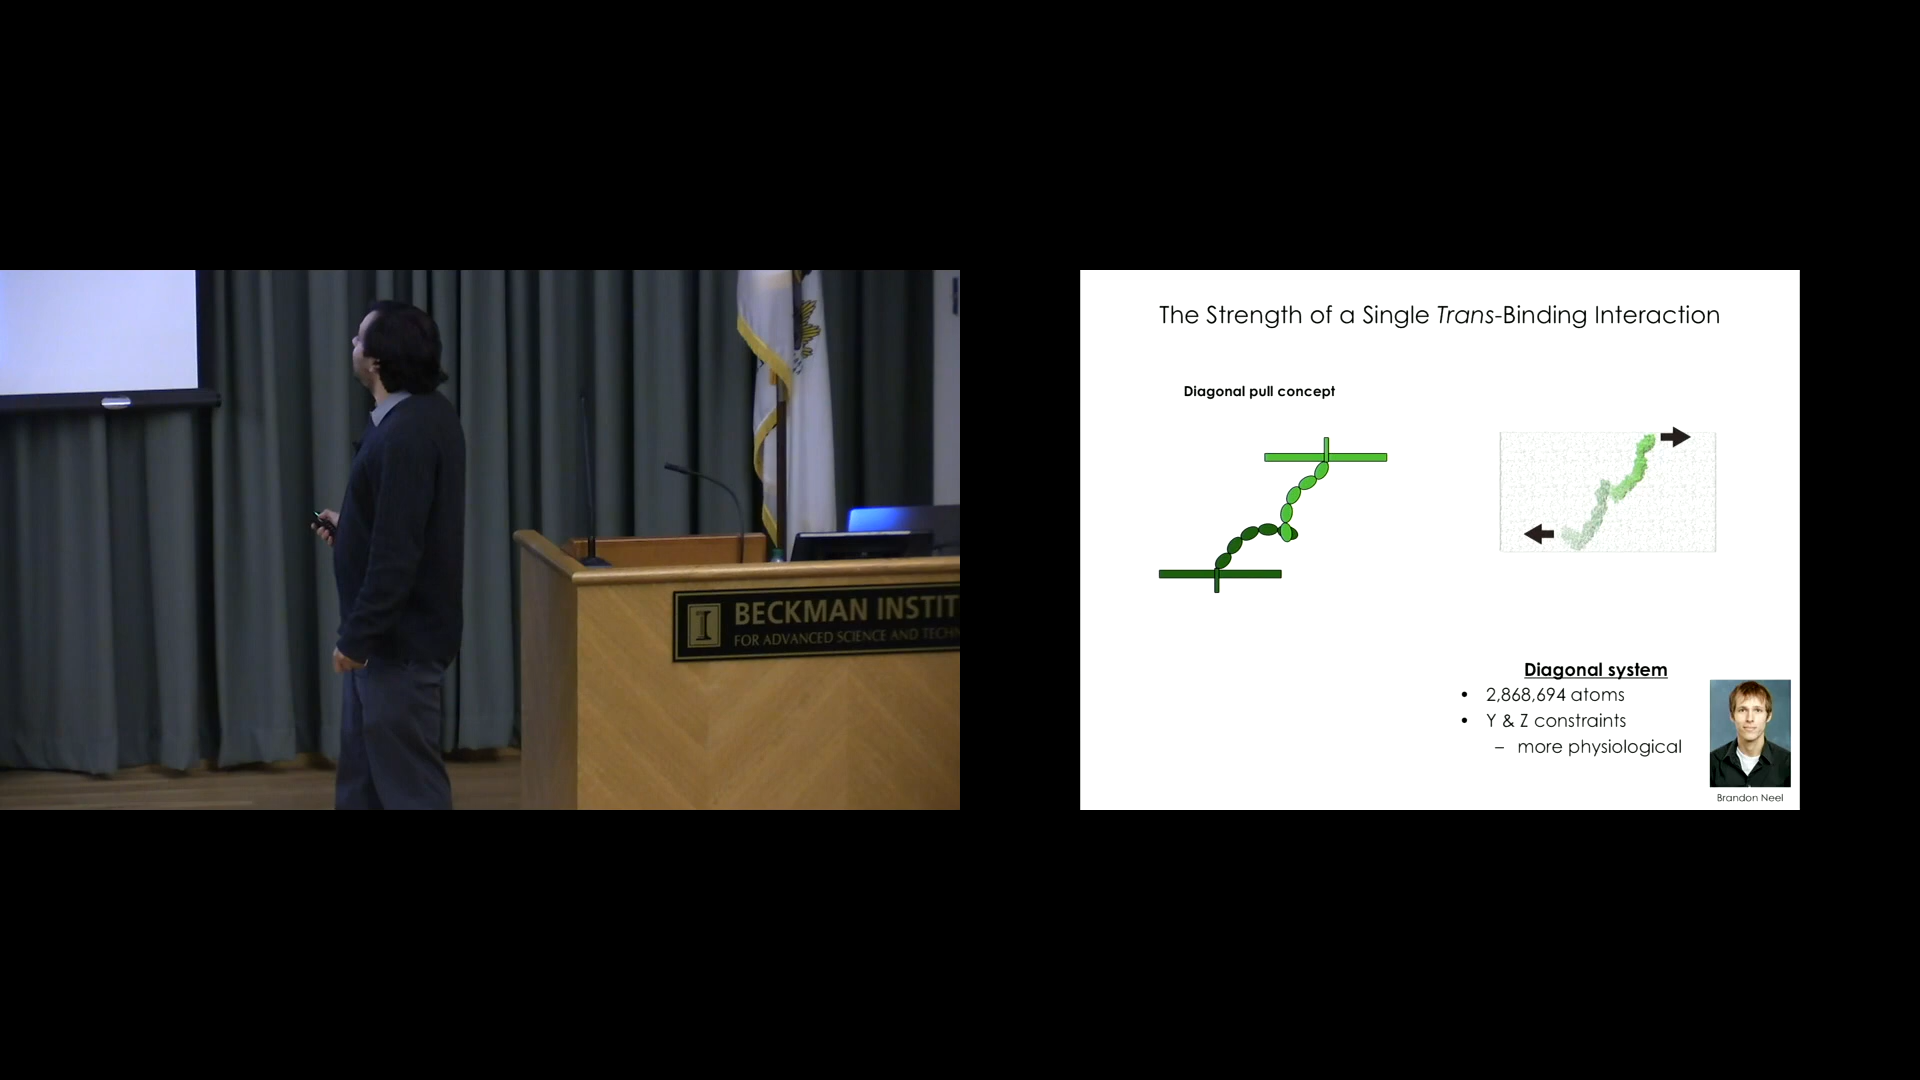 BECKMAN INSTIT
FOR ADVANCED SCIENCE AND TECHN
The Strength of a Single Trans-Binding Interaction
Diagonal pull concept
Diagonal system
• 2,868,694 atoms
• Y & Z constraints
– more physiological
Brandon Neel